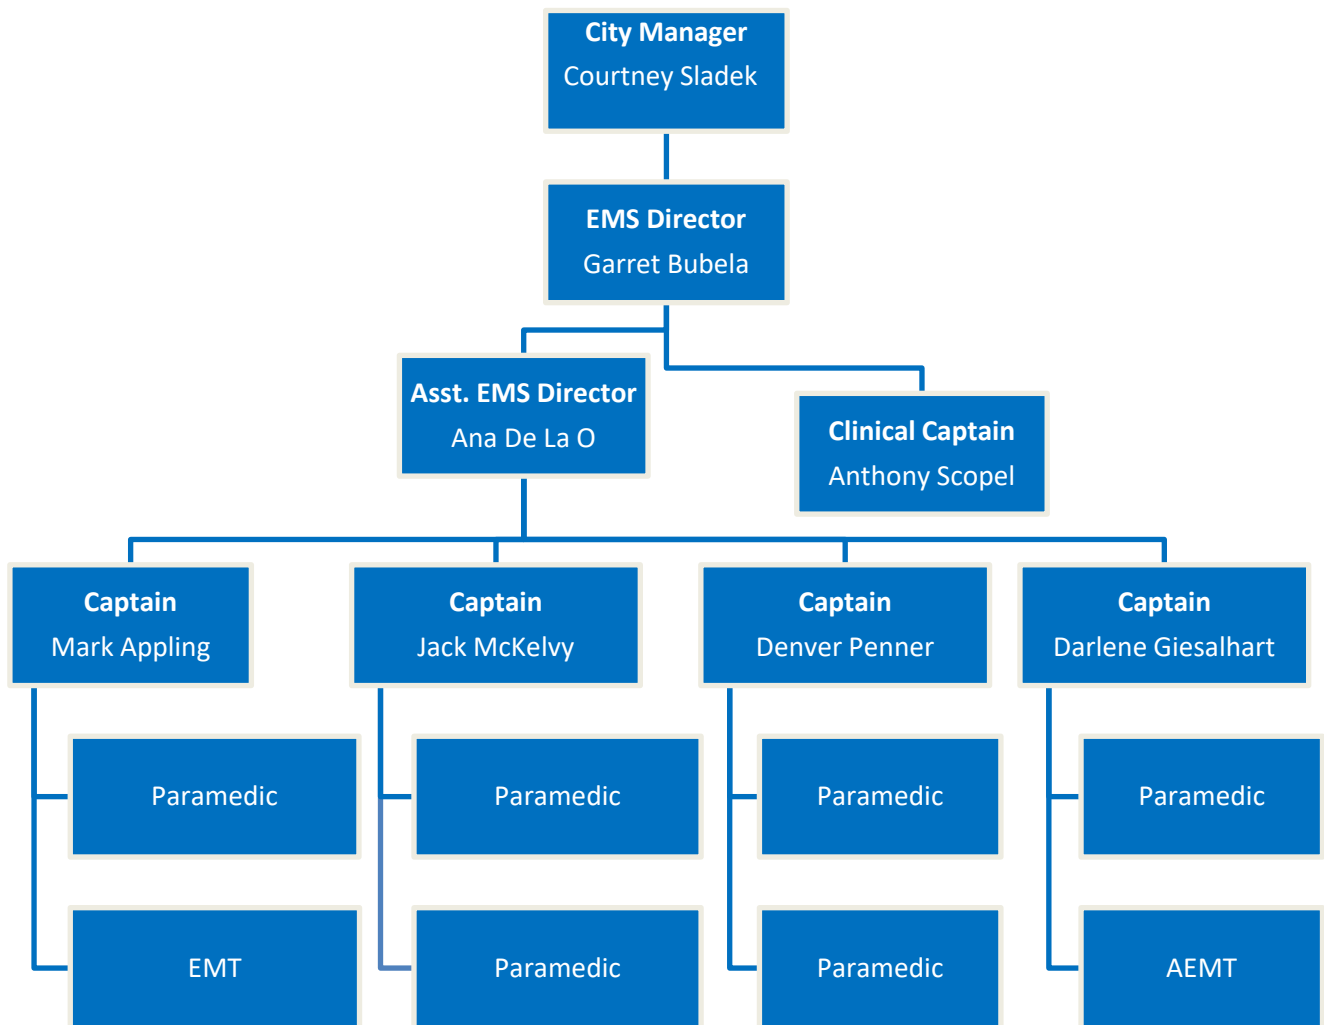 City Manager
Courtney Sladek
EMS Director
Garret Bubela
Asst. EMS Director
Ana De La O
Clinical Captain
Anthony Scopel
Captain
Mark Appling
Captain
Jack McKelvy
Captain
Denver Penner
Captain
Darlene Giesalhart
Paramedic
Paramedic
Paramedic
Paramedic
EMT
Paramedic
Paramedic
AEMT